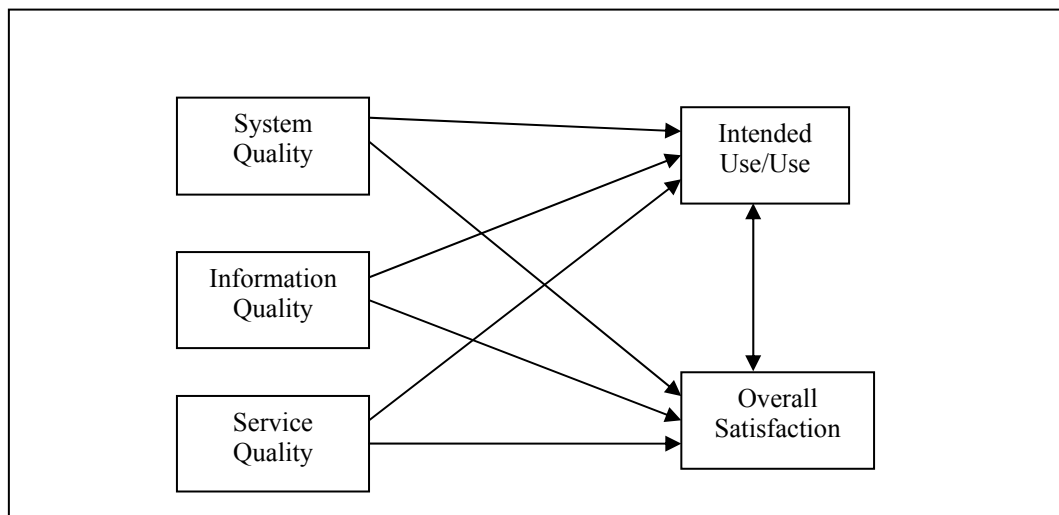 System
Quality
Intended
Use/Use
Information
Quality
Service
Quality
Overall
Satisfaction